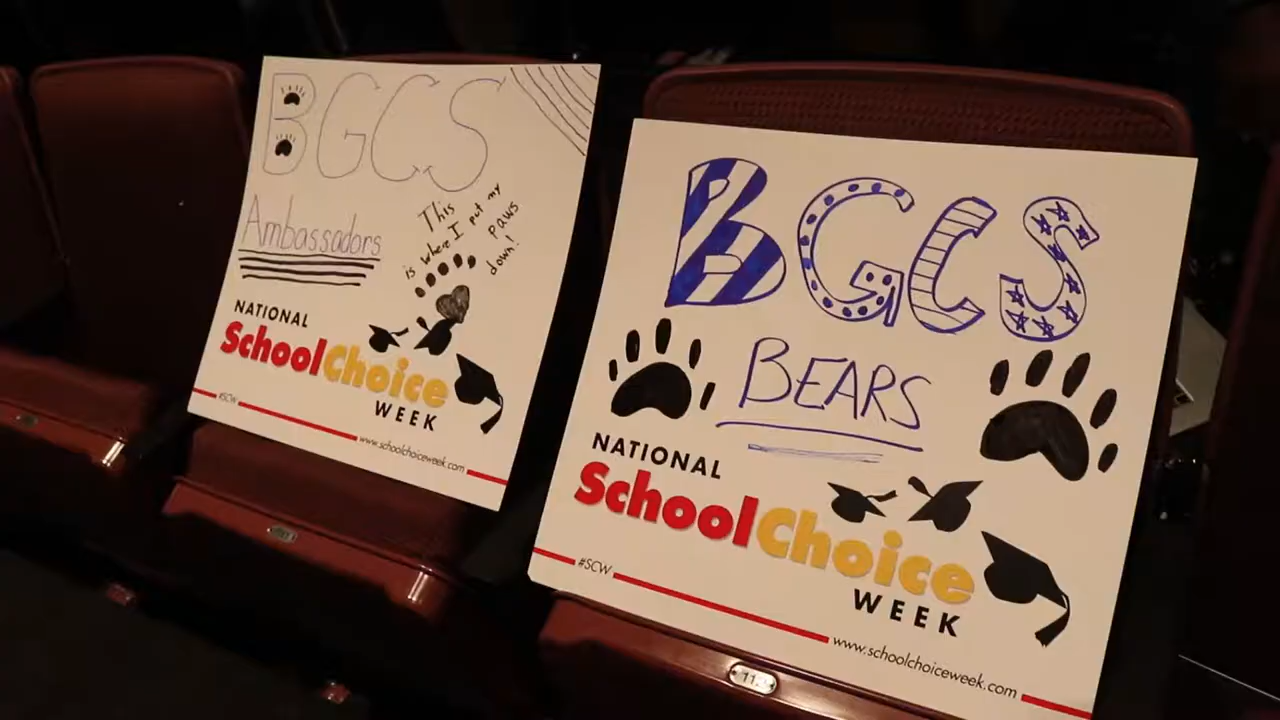 BGCS
Ambassadors
This
is where I put my
paws
down!
NATIONAL
SchoolChoice
WEEK
#SCW
www.schoolchoiceweek.com
BGCS
BEARS
NATIONAL
SchoolChoice
WEEK
#SCW
www.schoolchoiceweek.com